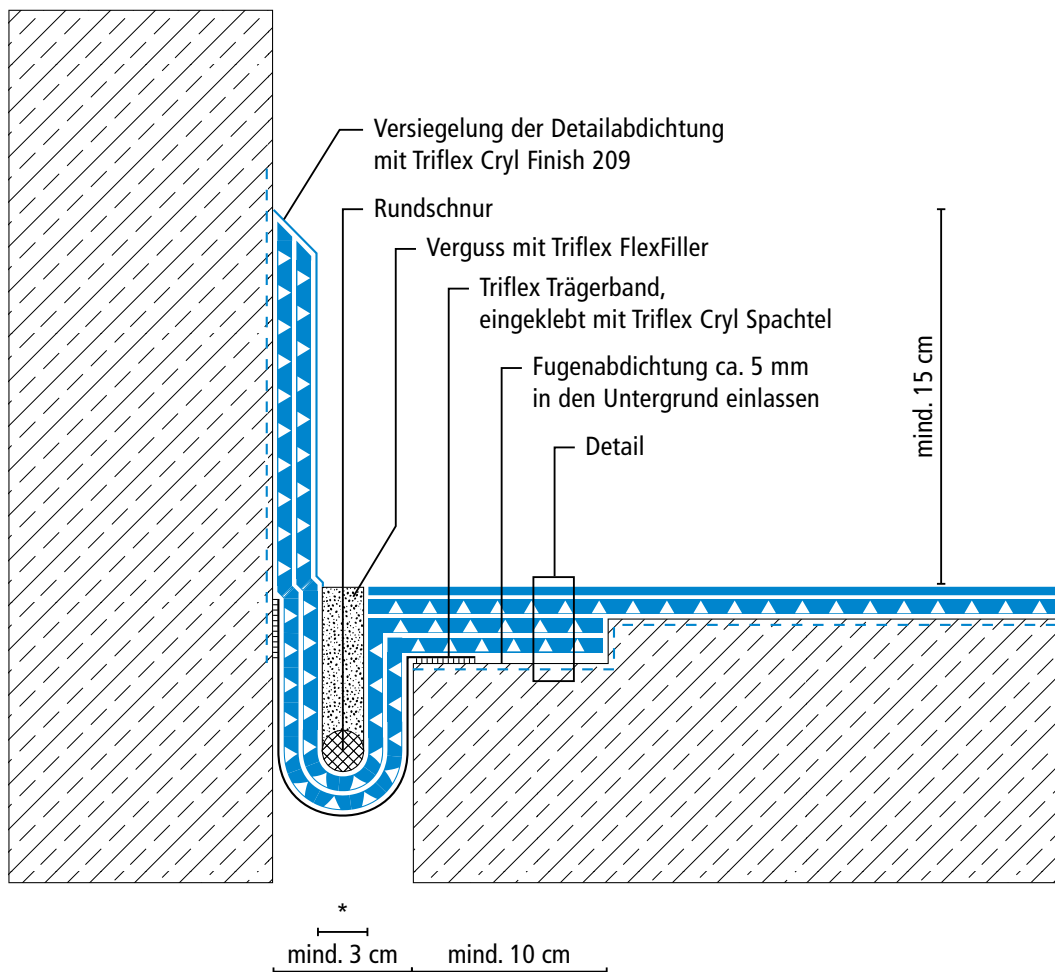 Versiegelung der Detailabdichtung
mit Triflex Cryl Finish 209
Rundschnur
Verguss mit Triflex FlexFiller
Triflex Trägerband,
eingeklebt mit Triflex Cryl Spachtel
Fugenabdichtung ca. 5 mm
in den Untergrund einlassen
Detail
mind. 15 cm
*
mind. 3 cm
mind. 10 cm